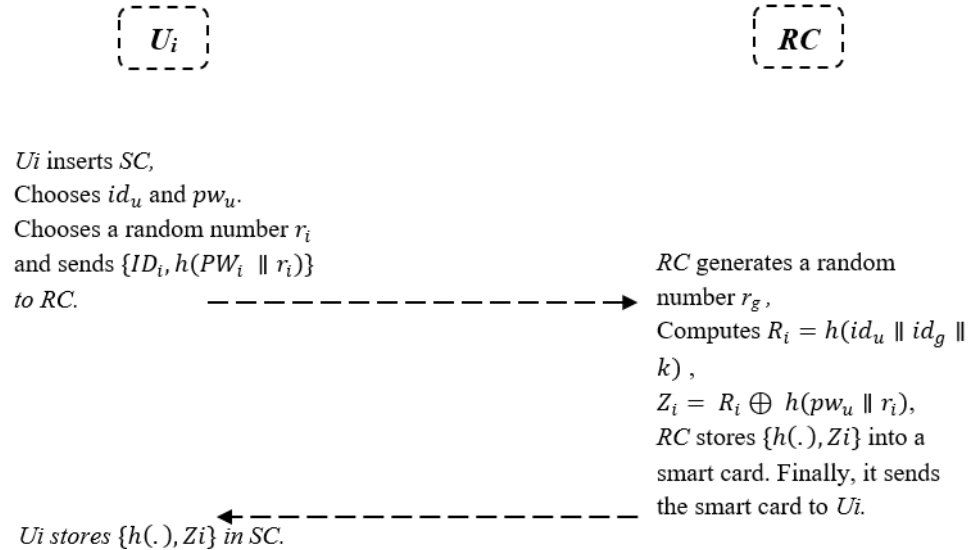 U_i
RC
Ui inserts SC,
Chooses id_u and pw_u.
Chooses a random number r_i
and sends {ID_i, h(PW_i ∥ r_i)}
to RC.
RC generates a random
number r_g ,
Computes R_i = h(id_u ∥ id_g ∥
k) ,
Z_i = R_i ⊕ h(pw_u ∥ r_i),
RC stores {h(.), Zi} into a
smart card. Finally, it sends
the smart card to Ui.
Ui stores {h(.), Zi} in SC.